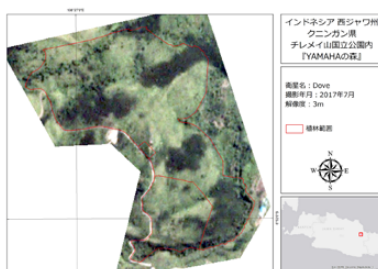 インドネシア 西ジャワ州
クニンガン県
チレメイ山国立公園内
『YAMAHAの森』
衛星名：Dove
撮影年月：2017年7月
解像度：3m
植林範囲
N
W
E
S